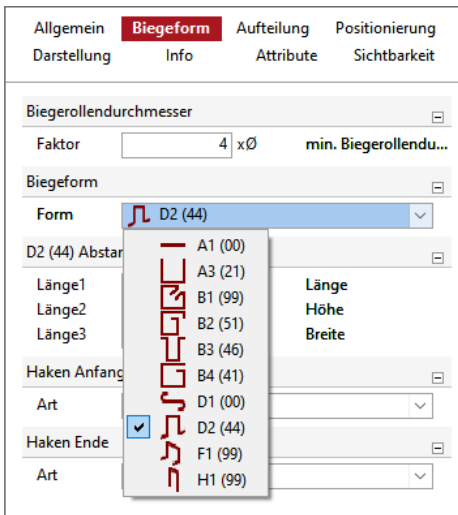 Allgemein Biegeform Aufteilung Positionierung
Darstellung Info Attribute Sichtbarkeit
Biegerollendurchmesser
Faktor 4 xØ min. Biegerollendu...
Biegeform
Form D2 (44)
A1 (00)
D2 (44) Abstan
A3 (21)
Länge1 Länge
B1 (99)
Länge2 Höhe
B2 (51)
Länge3 Breite
B3 (46)
Haken Anfang
B4 (41)
Art D1 (00)
D2 (44)
Haken Ende
F1 (99)
Art H1 (99)